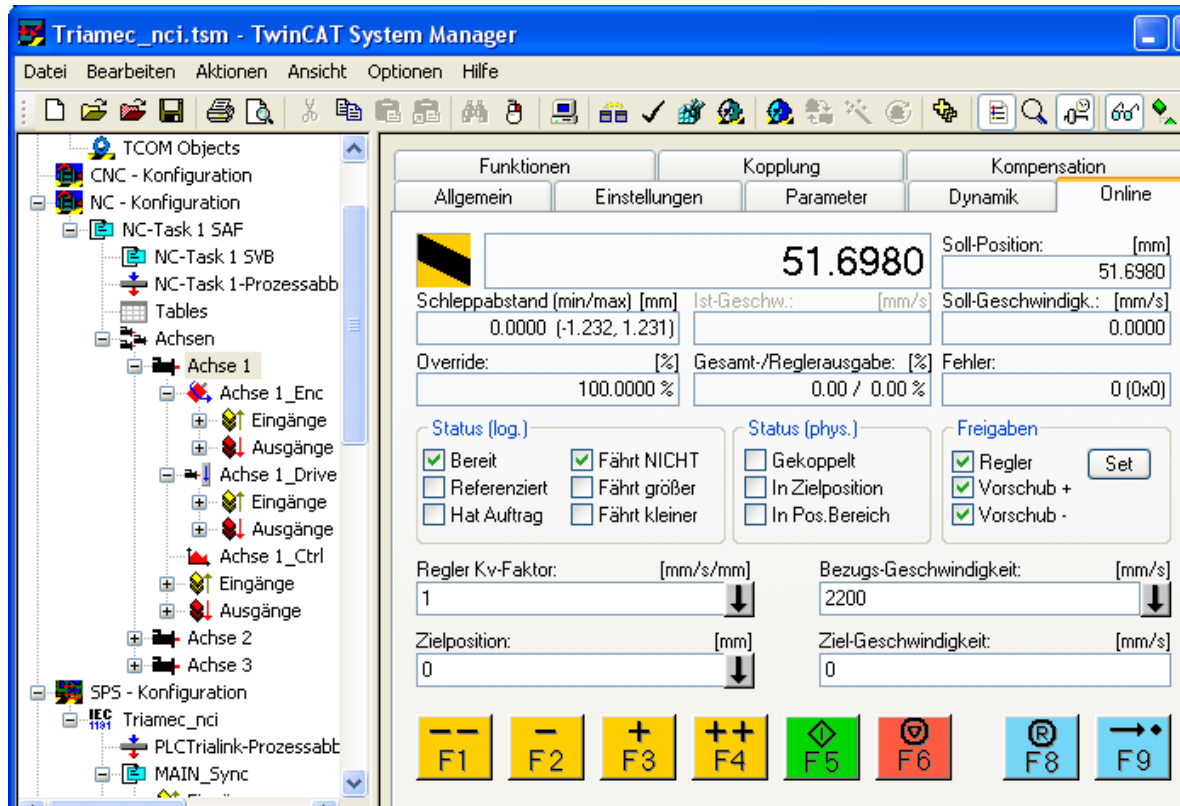 Triamec_nci.tsm - TwinCAT System Manager
Datei Bearbeiten Aktionen Ansicht Optionen Hilfe
TCOM Objects
CNC - Konfiguration
NC - Konfiguration
NC-Task 1 SAF
NC-Task 1 SVB
NC-Task 1-Prozessabb
Tables
Achsen
Achse 1
Achse 1_Enc
Eingänge
Ausgänge
Achse 1_Drive
Eingänge
Ausgänge
Achse 1_Ctrl
Eingänge
Ausgänge
Achse 2
Achse 3
SPS - Konfiguration
IEC 1131 Triamec_nci
PLCTrialink-Prozessabb
MAIN_Sync
Funktionen Kopplung Kompensation
Allgemein Einstellungen Parameter Dynamik Online
51.6980
Soll-Position: [mm]
51.6980
Schleppabstand (min/max) [mm] Ist-Geschw.: [mm/s] Soll-Geschwindigk.: [mm/s]
0.0000 (-1.232, 1.231) 0.0000
Override: [%] Gesamt-/Reglerausgabe: [%] Fehler:
100.0000 % 0.00 / 0.00 % 0 (0x0)
Status (log.) Status (phys.) Freigaben
Bereit Fährt NICHT Gekoppelt Regler Set
Referenziert Fährt größer In Zielposition Vorschub +
Hat Auftrag Fährt kleiner In Pos.Bereich Vorschub -
Regler Kv-Faktor: [mm/s/mm] Bezugs-Geschwindigkeit: [mm/s]
1 2200
Zielposition: [mm] Ziel-Geschwindigkeit: [mm/s]
0 0
-- - + ++ R
F1 F2 F3 F4 F5 F6 F8 F9